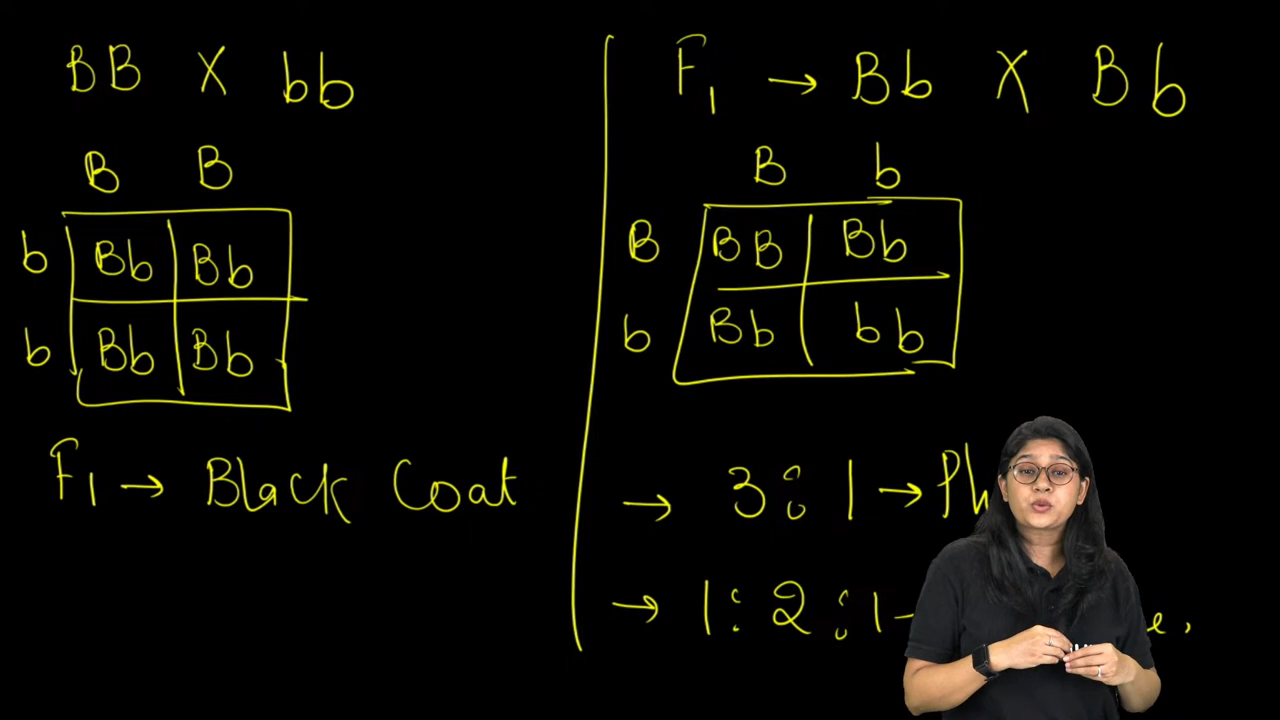 BB X bb
B B
b Bb Bb
b Bb Bb
F1 → Black Coat
F1 → Bb X Bb
B b
B BB Bb
b Bb bb
→ 3 : 1 →
→ 1 : 2 : 1